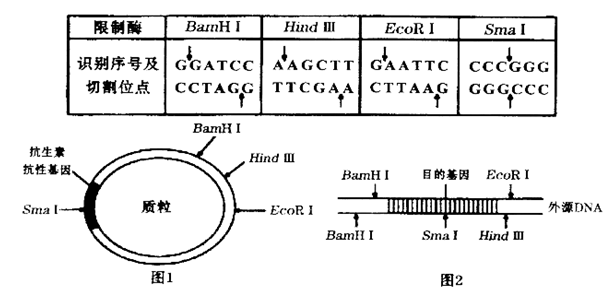 限制酶 BamH I Hind III EcoR I Sma I
识别序号及切割位点
GGATCC AAGCTT GAATTC CCCGGG
CCTAGG TTCGAA CTTAAG GGGCCC
BamH I
抗生素
抗性基因
Hind III
质粒
Sma I
EcoR I
图1
BamH I 目的基因 EcoR I
外源DNA
BamH I Sma I Hind III
图2